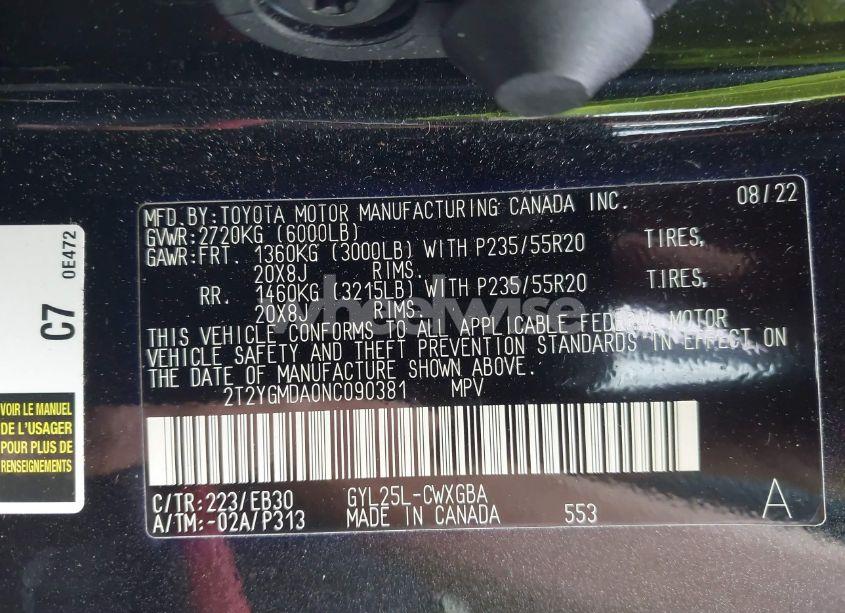 MFD.BY:TOYOTA MOTOR MANUFACTURING CANADA INC. 08/22
GVWR:2720KG (6000LB)
GAWR:FRT. 1360KG (3000LB) WITH P235/55R20 TIRES,
20X8J RIMS.
RR. 1460KG (3215LB) WITH P235/55R20 TIRES,
20X8J RIMS.
THIS VEHICLE CONFORMS TO ALL APPLICABLE FEDERAL MOTOR
VEHICLE SAFETY AND THEFT PREVENTION STANDARDS IN EFFECT ON
THE DATE OF MANUFACTURE SHOWN ABOVE.
2T2YGMDA0NC090381 MPV
C/TR:223/EB30 GYL25L-CWXGBA
A/TM:-02A/P313 MADE IN CANADA 553 A
C7 0E472
VOIR LE MANUEL
DE L'USAGER
POUR PLUS DE
RENSEIGNEMENTS
wheelwise